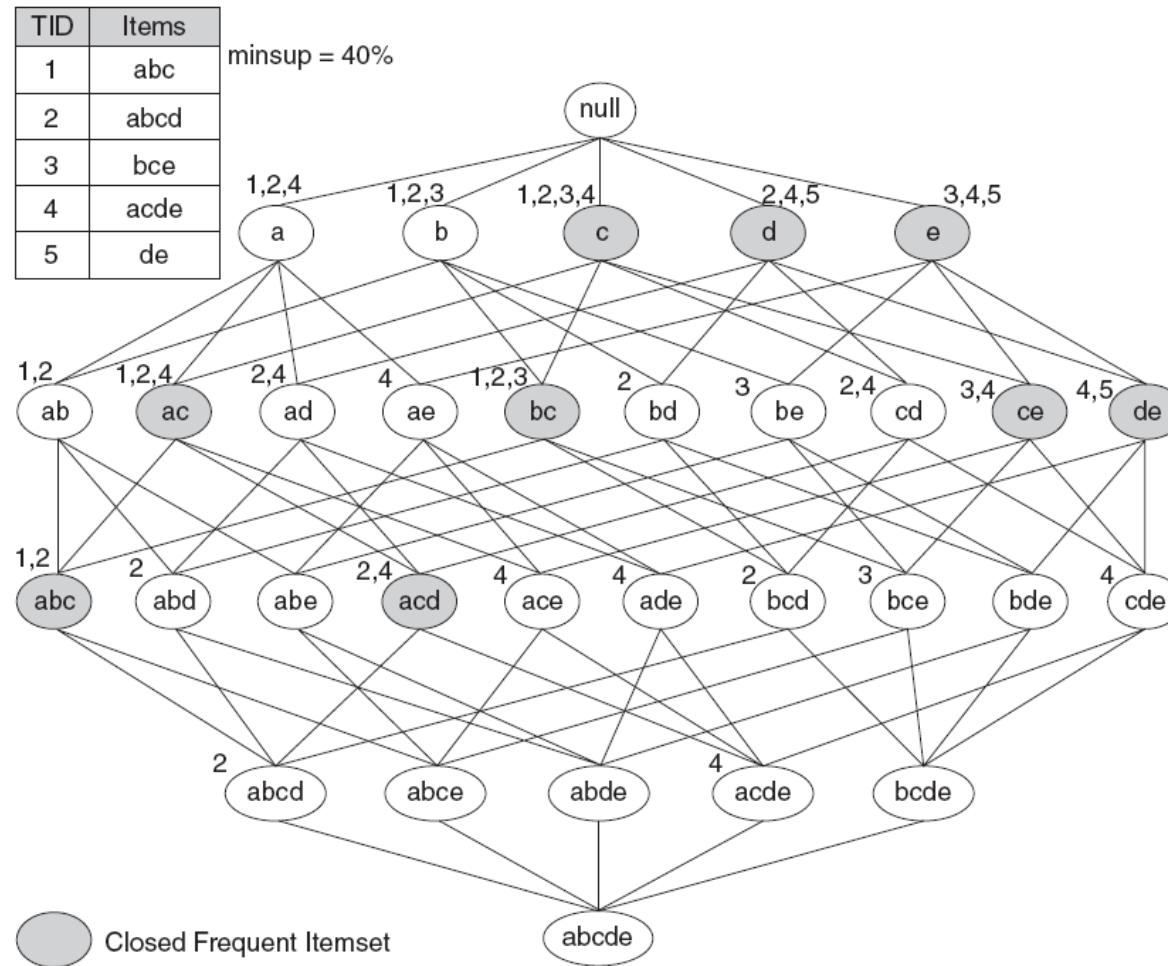 TID Items
1 abc
2 abcd
3 bce
4 acde
5 de
minsup = 40%
null
1,2,4 1,2,3 1,2,3,4 2,4,5 3,4,5
a b c d e
1,2 1,2,4 2,4 4 1,2,3 2 3 2,4 3,4 4,5
ab ac ad ae bc bd be cd ce de
1,2 2 2,4 4 4 2 3 4
abc abd abe acd ace ade bcd bce bde cde
2 4
abcd abce abde acde bcde
abcde
Closed Frequent Itemset